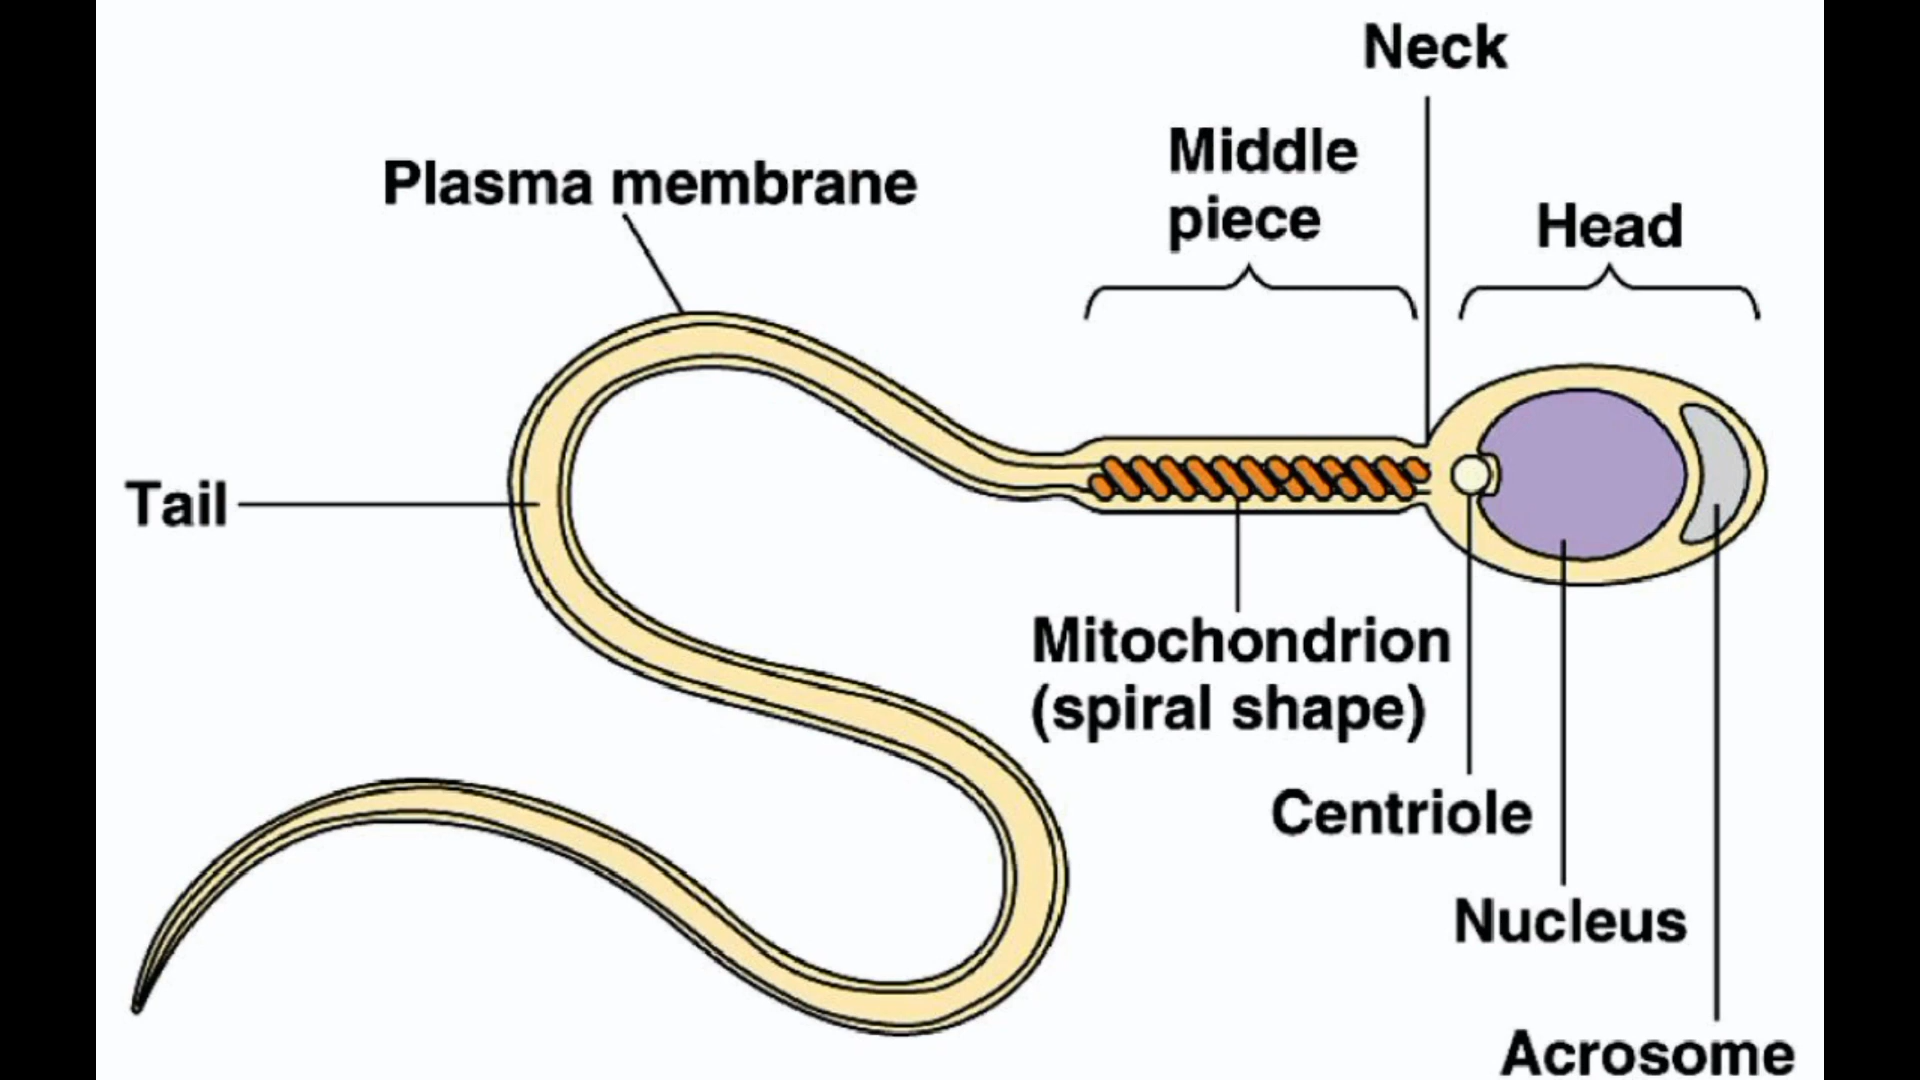 Neck
Middle
piece
Plasma membrane
Head
Tail
Mitochondrion
(spiral shape)
Centriole
Nucleus
Acrosome